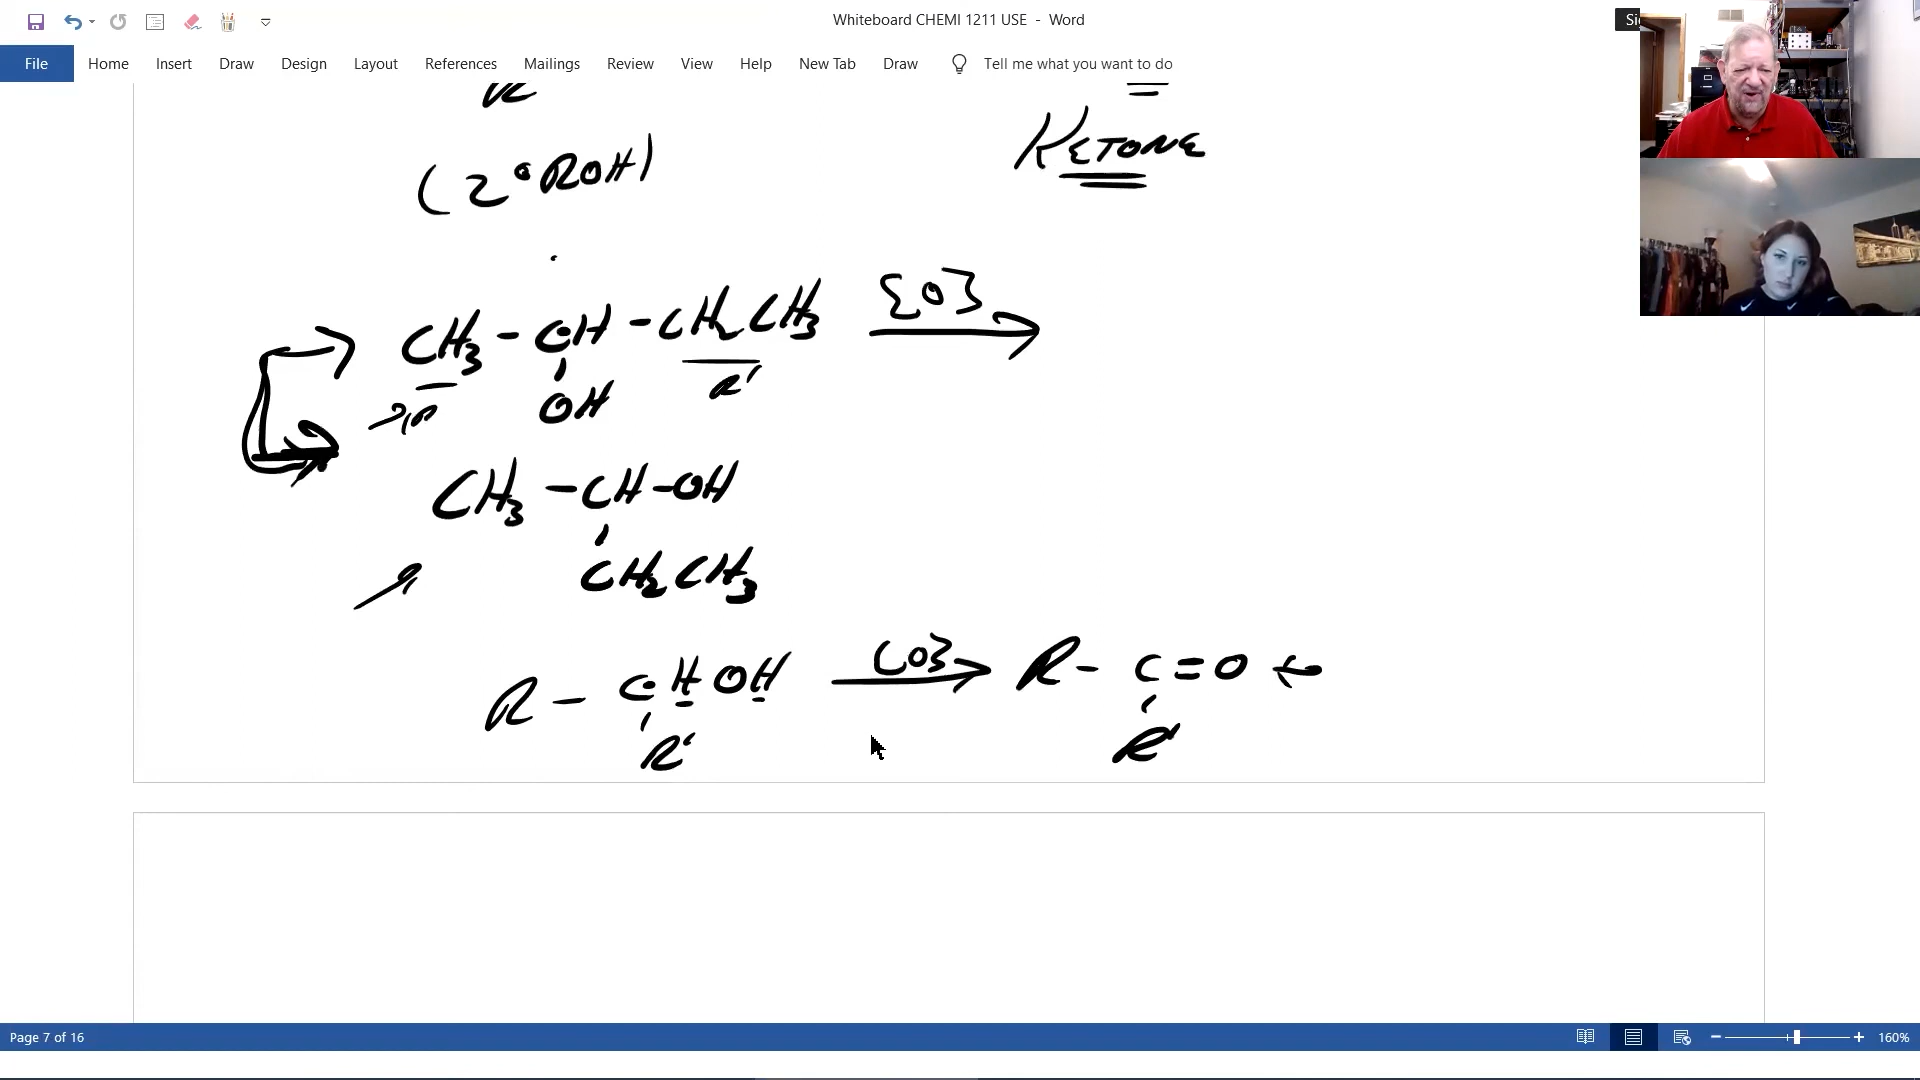 Whiteboard CHEMI 1211 USE - Word
File Home Insert Draw Design Layout References Mailings Review View Help New Tab Draw Tell me what you want to do
KETONE
(2° ROH)
CH3 - CH - CH2CH3 {O}
R'
OH
CH3 - CH - OH
CH2CH3
R - CH OH {O} R - C = O
R' R'
Page 7 of 16 160%